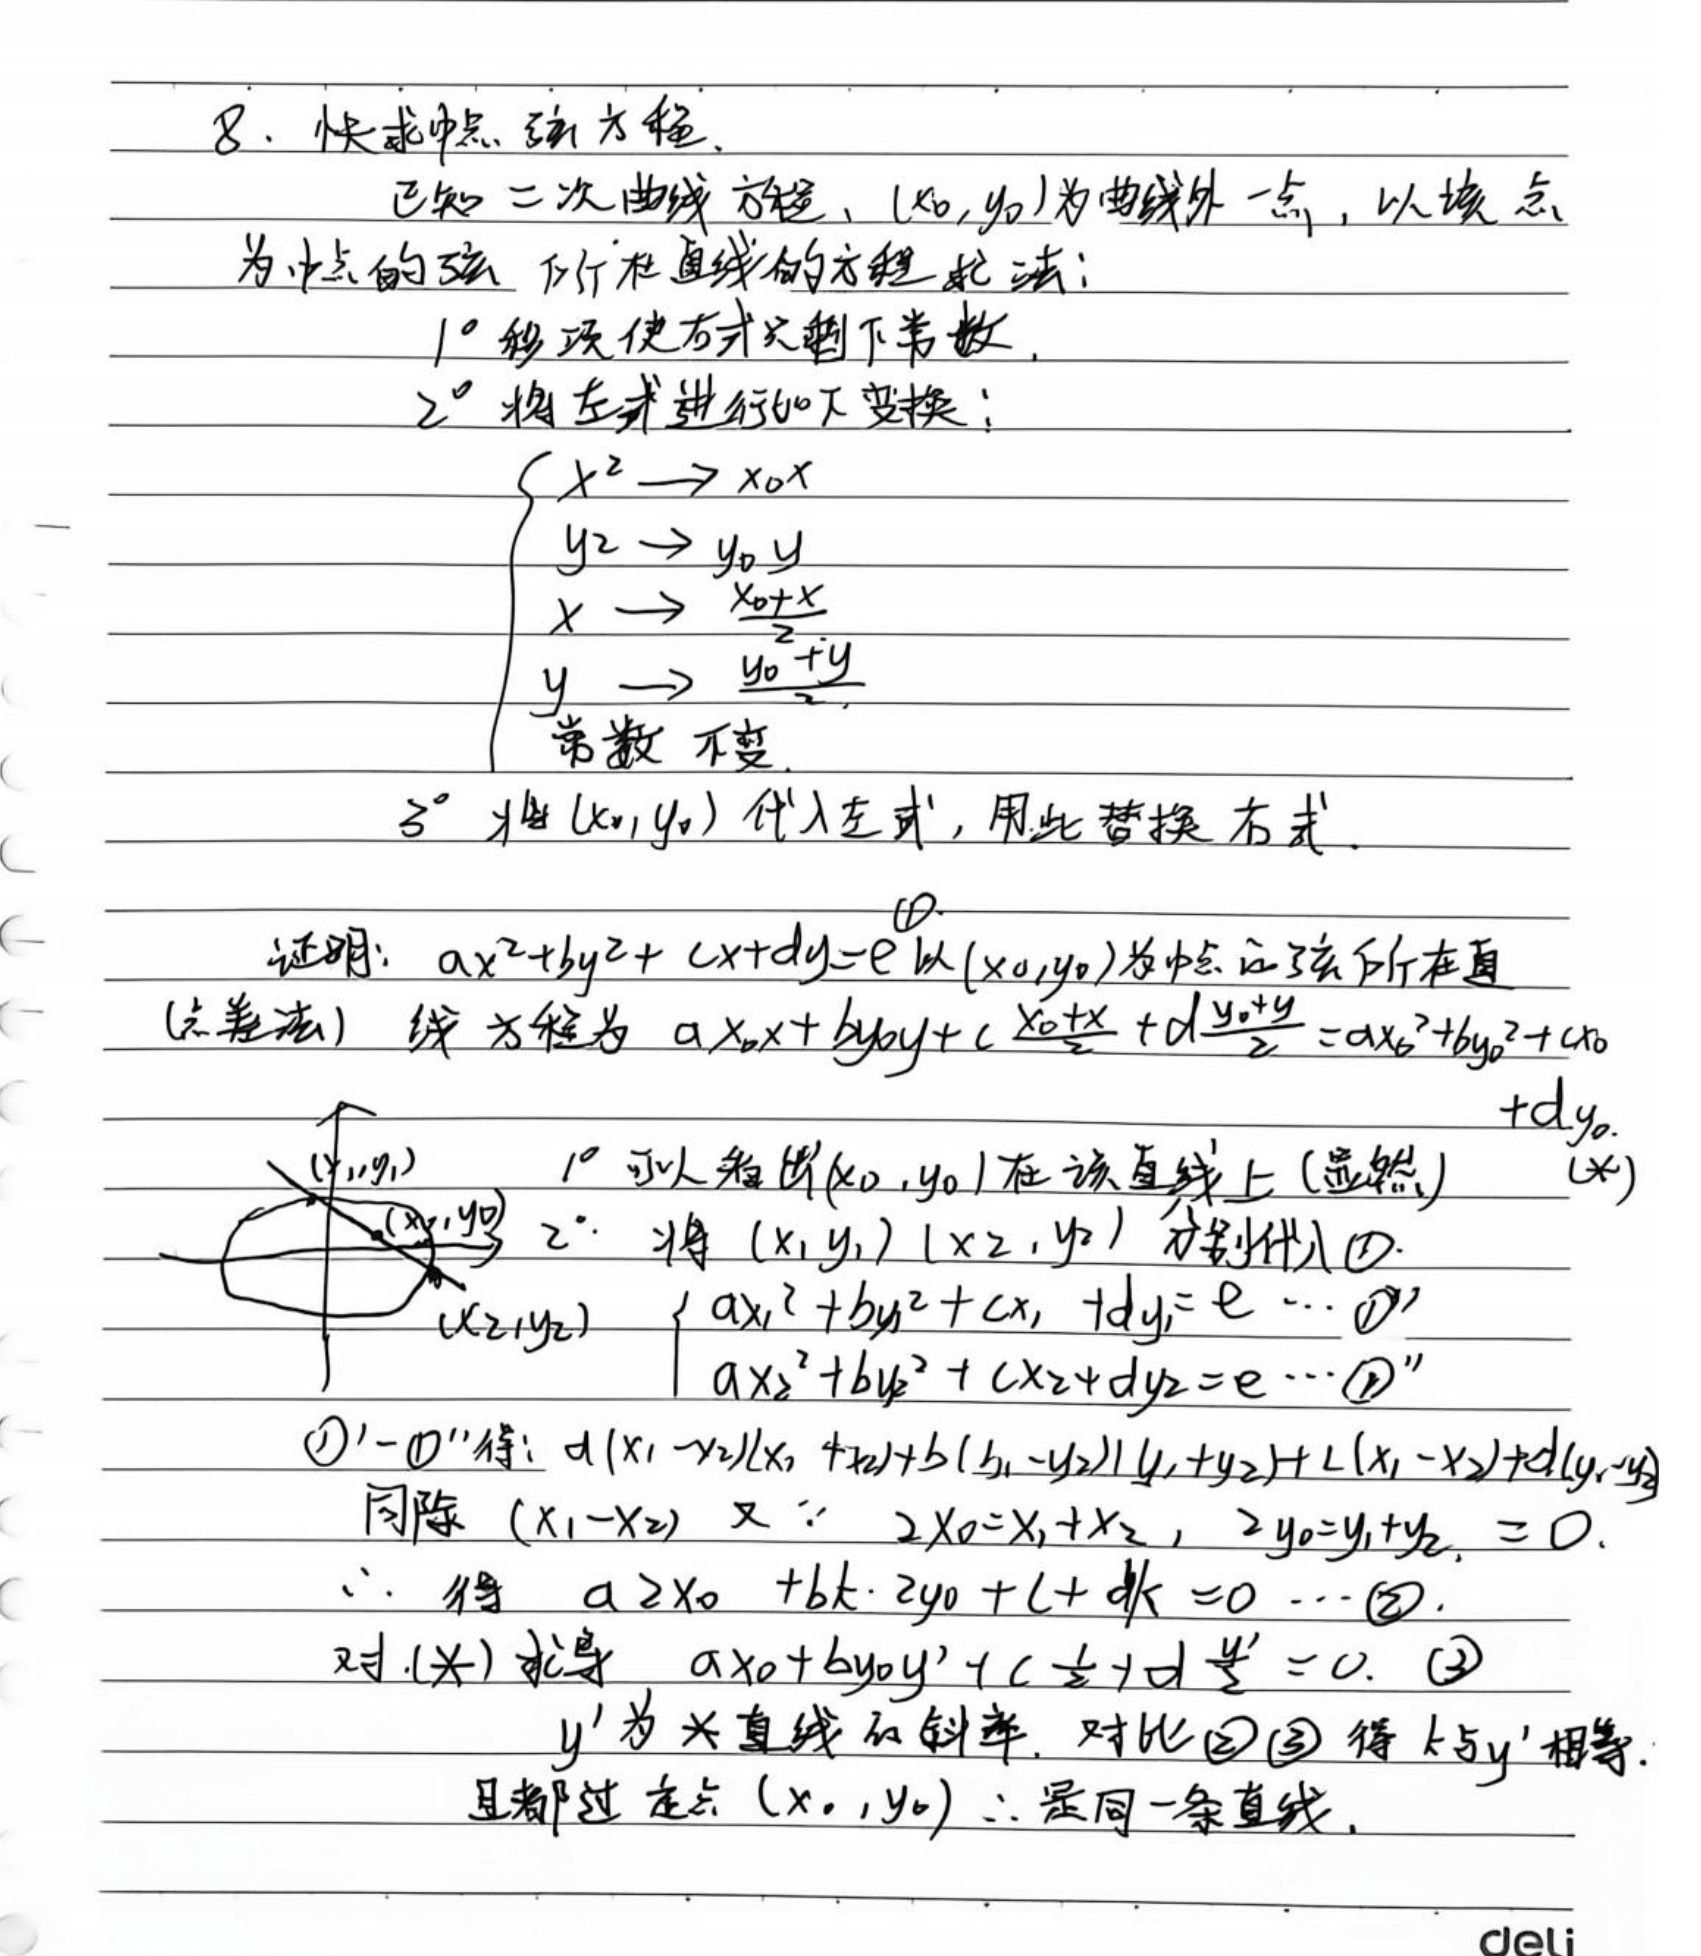 8. 快求中点弦方程.
已知二次曲线方程、(x₀,y₀)为曲线外一点，以该点
为中点的弦所在直线的方程求法：
1° 移项使右式只剩下常数.
2° 将左式进行如下变换：
x² → x₀x
y² → y₀y
x → (x₀+x)/2
y → (y₀+y)/2
常数不变.
3° 将(x₀,y₀)代入左式，用此替换右式.
证明: ax²+by²+cx+dy=e ① 以(x₀,y₀)为中点的弦所在直
(点差法) 线方程为 ax₀x+by₀y+c (x₀+x)/2 +d (y₀+y)/2 =ax₀²+by₀²+cx₀
+dy₀.
(*)
1° 可以看出(x₀,y₀)在该直线上(显然)
(x₁,y₁)
(x₀,y₀)
(x₂,y₂)
2°. 将(x₁,y₁)(x₂,y₂)分别代入①.
ax₁²+by₁²+cx₁+dy₁=e ⋯ ①'
ax₂²+by₂²+cx₂+dy₂=e ⋯ ①''
①'-①''得: a(x₁-x₂)(x₁+x₂)+b(b₁-y₂)(y₁+y₂)+c(x₁-x₂)+d(y₁-y₂)
=0.
同除(x₁-x₂) 又∵ 2x₀=x₁+x₂, 2y₀=y₁+y₂.
∴ 得 a2x₀+bk·2y₀+c+dk=0 ⋯ ②.
对(*)求导 ax₀+by₀y'+c 1/2 +d y'/2 =0. ③
y'为*直线的斜率. 对比②③得k与y'相等.
且都过定点(x₀,y₀) ∴是同一条直线.
deli